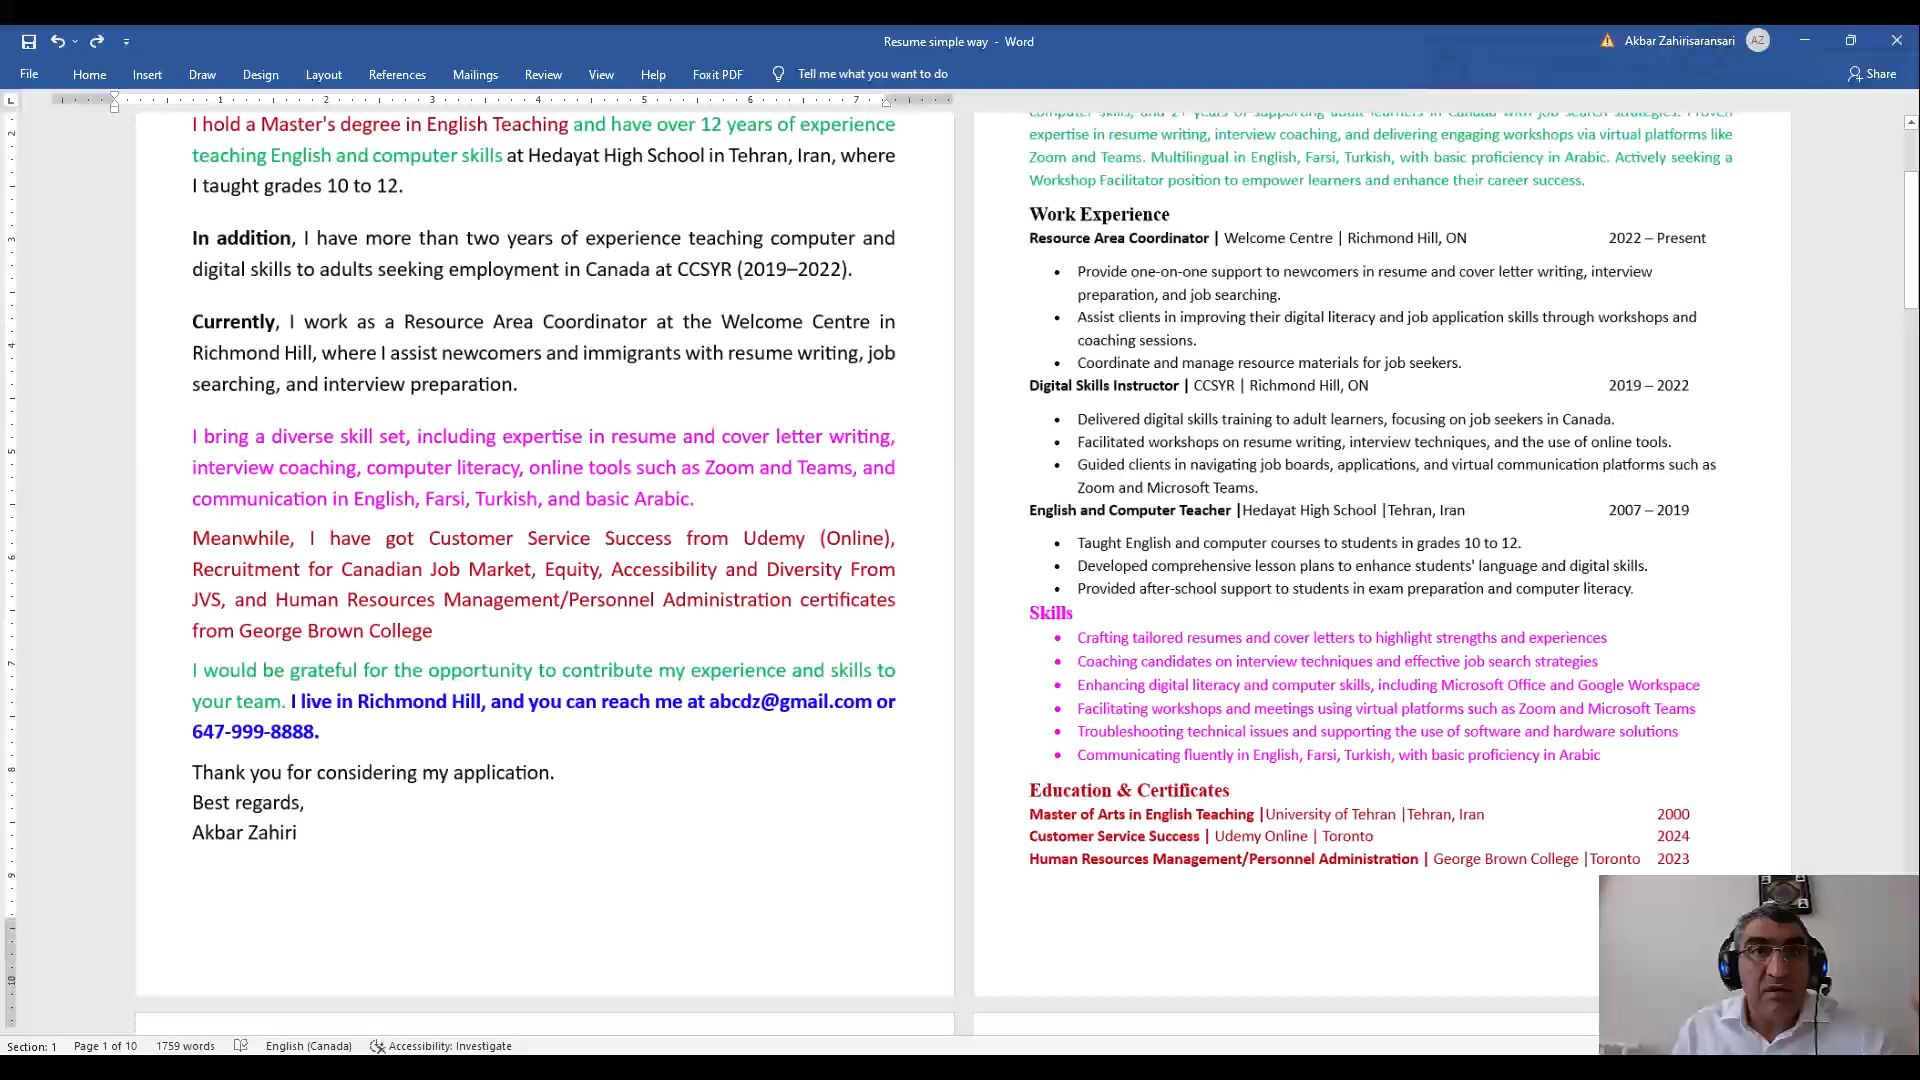 Resume simple way - Word
Akbar Zahirisaransari
AZ
File
Home
Insert
Draw
Design
Layout
References
Mailings
Review
View
Help
Foxit PDF
Tell me what you want to do
Share
1 2 3 4 5 6 7
I hold a Master's degree in English Teaching and have over 12 years of experience
teaching English and computer skills at Hedayat High School in Tehran, Iran, where
I taught grades 10 to 12.
In addition, I have more than two years of experience teaching computer and
digital skills to adults seeking employment in Canada at CCSYR (2019–2022).
Currently, I work as a Resource Area Coordinator at the Welcome Centre in
Richmond Hill, where I assist newcomers and immigrants with resume writing, job
searching, and interview preparation.
I bring a diverse skill set, including expertise in resume and cover letter writing,
interview coaching, computer literacy, online tools such as Zoom and Teams, and
communication in English, Farsi, Turkish, and basic Arabic.
Meanwhile, I have got Customer Service Success from Udemy (Online),
Recruitment for Canadian Job Market, Equity, Accessibility and Diversity From
JVS, and Human Resources Management/Personnel Administration certificates
from George Brown College
I would be grateful for the opportunity to contribute my experience and skills to
your team. I live in Richmond Hill, and you can reach me at abcdz@gmail.com or
647-999-8888.
Thank you for considering my application.
Best regards,
Akbar Zahiri
computer skills, and 2+ years of supporting adult learners in Canada with job search strategies. Proven
expertise in resume writing, interview coaching, and delivering engaging workshops via virtual platforms like
Zoom and Teams. Multilingual in English, Farsi, Turkish, with basic proficiency in Arabic. Actively seeking a
Workshop Facilitator position to empower learners and enhance their career success.
Work Experience
Resource Area Coordinator | Welcome Centre | Richmond Hill, ON 2022 – Present
• Provide one-on-one support to newcomers in resume and cover letter writing, interview
preparation, and job searching.
• Assist clients in improving their digital literacy and job application skills through workshops and
coaching sessions.
• Coordinate and manage resource materials for job seekers.
Digital Skills Instructor | CCSYR | Richmond Hill, ON 2019 – 2022
• Delivered digital skills training to adult learners, focusing on job seekers in Canada.
• Facilitated workshops on resume writing, interview techniques, and the use of online tools.
• Guided clients in navigating job boards, applications, and virtual communication platforms such as
Zoom and Microsoft Teams.
English and Computer Teacher |Hedayat High School |Tehran, Iran 2007 – 2019
• Taught English and computer courses to students in grades 10 to 12.
• Developed comprehensive lesson plans to enhance students' language and digital skills.
• Provided after-school support to students in exam preparation and computer literacy.
Skills
• Crafting tailored resumes and cover letters to highlight strengths and experiences
• Coaching candidates on interview techniques and effective job search strategies
• Enhancing digital literacy and computer skills, including Microsoft Office and Google Workspace
• Facilitating workshops and meetings using virtual platforms such as Zoom and Microsoft Teams
• Troubleshooting technical issues and supporting the use of software and hardware solutions
• Communicating fluently in English, Farsi, Turkish, with basic proficiency in Arabic
Education & Certificates
Master of Arts in English Teaching |University of Tehran |Tehran, Iran 2000
Customer Service Success | Udemy Online | Toronto 2024
Human Resources Management/Personnel Administration | George Brown College |Toronto 2023
Section: 1
Page 1 of 10
1759 words
English (Canada)
Accessibility: Investigate